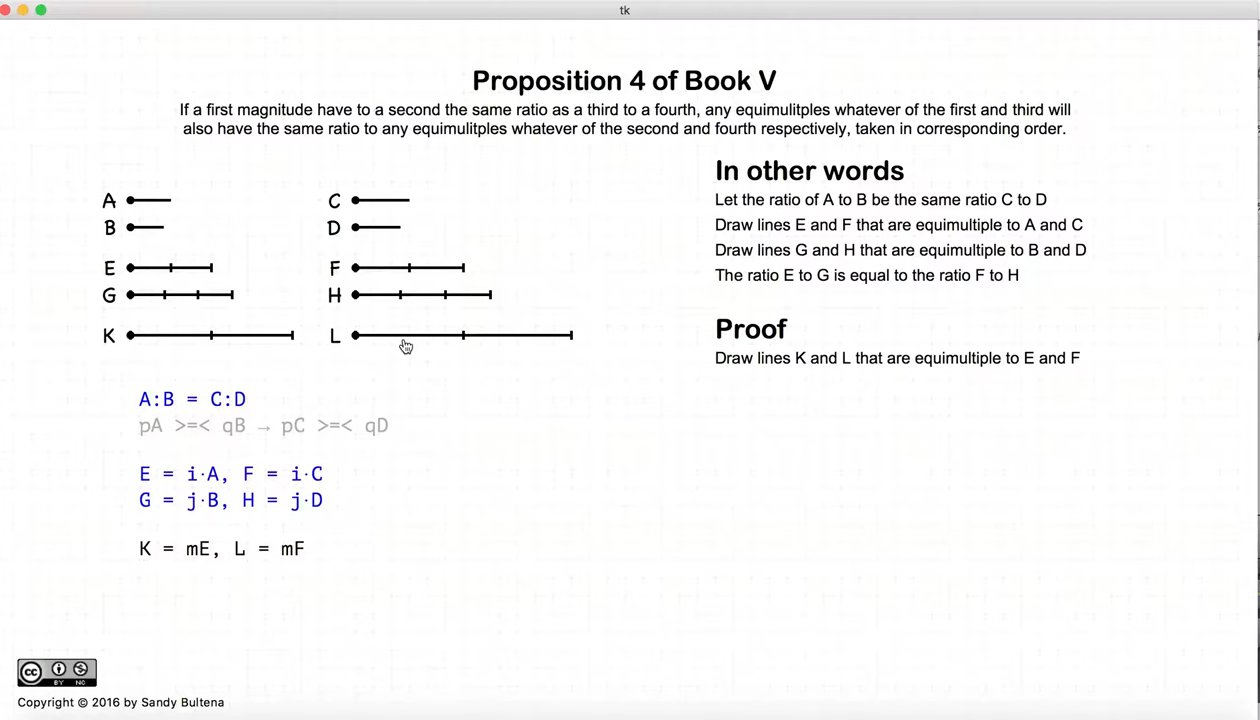 tk
Proposition 4 of Book V
If a first magnitude have to a second the same ratio as a third to a fourth, any equimulitples whatever of the first and third will
also have the same ratio to any equimulitples whatever of the second and fourth respectively, taken in corresponding order.
A
B
E
G
K
C
D
F
H
L
A:B = C:D
pA >=< qB → pC >=< qD
E = i·A, F = i·C
G = j·B, H = j·D
K = mE, L = mF
In other words
Let the ratio of A to B be the same ratio C to D
Draw lines E and F that are equimultiple to A and C
Draw lines G and H that are equimultiple to B and D
The ratio E to G is equal to the ratio F to H
Proof
Draw lines K and L that are equimultiple to E and F
cc
BY NC
Copyright © 2016 by Sandy Bultena